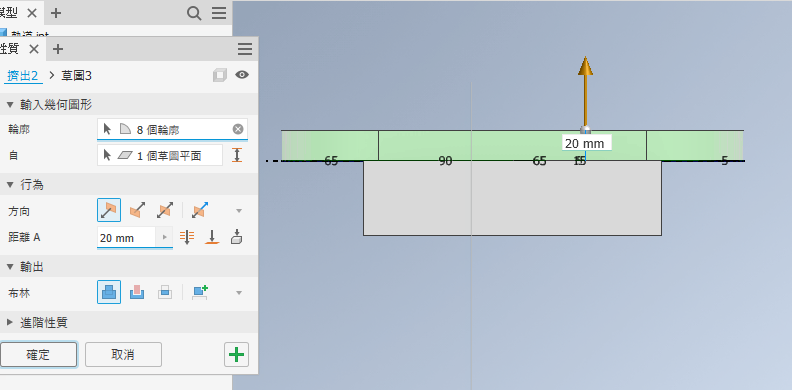 模型
軌道.ipt
性質
擠出2 > 草圖3
輸入幾何圖形
輪廓
8 個輪廓
自
1 個草圖平面
行為
方向
距離 A
20 mm
輸出
布林
進階性質
確定
取消
20 mm
65
90
65
15
5